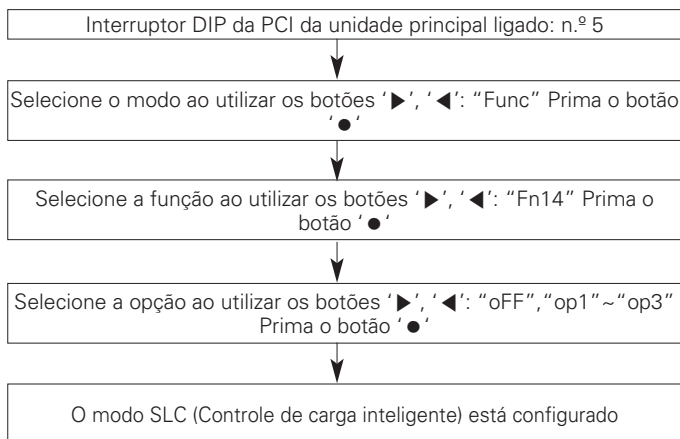 Interruptor DIP da PCI da unidade principal ligado: n.º 5
Selecione o modo ao utilizar os botões ‘▶’, ‘◀’: “Func” Prima o botão
‘●‘
Selecione a função ao utilizar os botões ‘▶’, ‘◀’: “Fn14” Prima o
botão ‘●‘
Selecione a opção ao utilizar os botões ‘▶’, ‘◀’: “oFF”,“op1”~“op3”
Prima o botão ‘●‘
O modo SLC (Controle de carga inteligente) está configurado